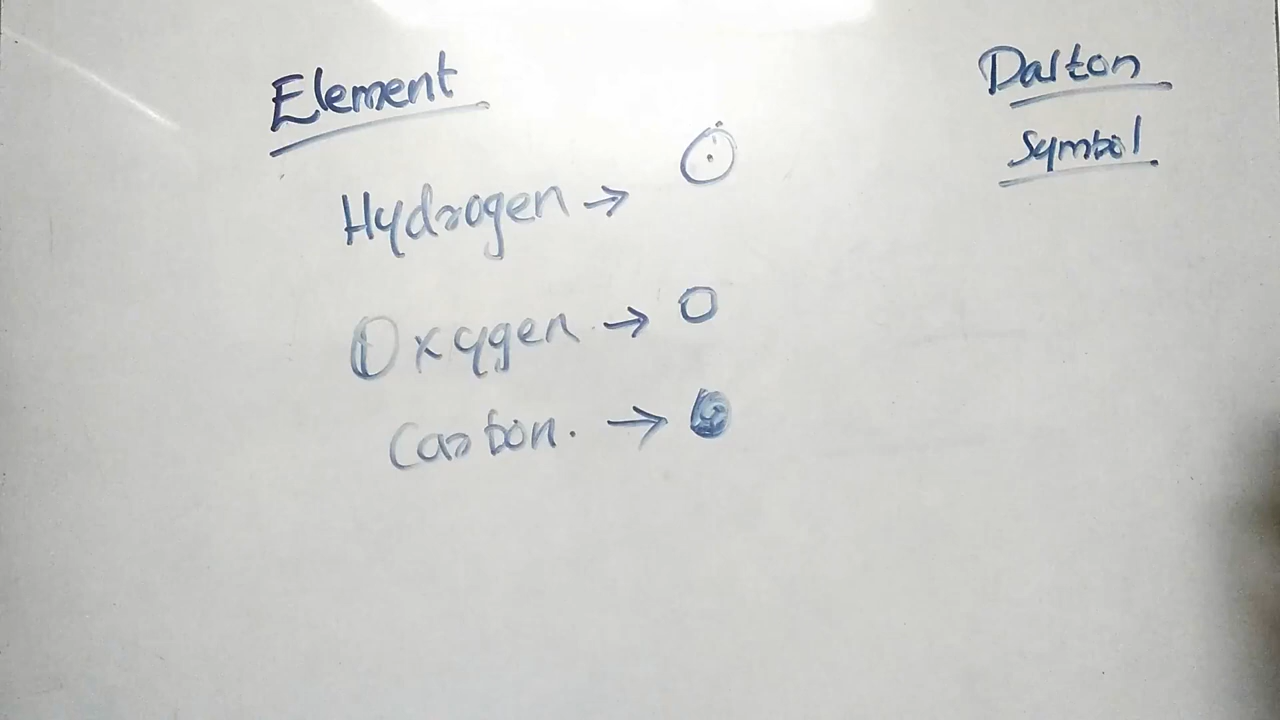 Element
Dalton
Symbol
Hydrogen → ⊙
Oxygen → ○
Carbon. → ●